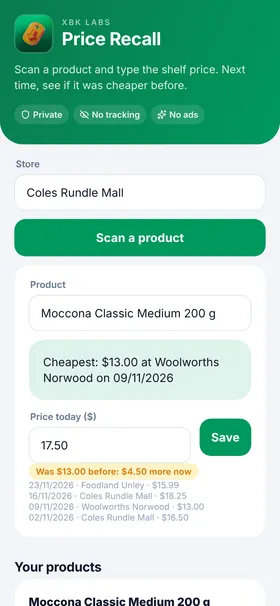 XBK LABS
Price Recall
Scan a product and type the shelf price. Next
time, see if it was cheaper before.
Private
No tracking
No ads
Store
Coles Rundle Mall
Scan a product
Product
Moccona Classic Medium 200 g
Cheapest: $13.00 at Woolworths
Norwood on 09/11/2026
Price today ($)
17.50
Save
Was $13.00 before: $4.50 more now
23/11/2026 · Foodland Unley · $15.99
16/11/2026 · Coles Rundle Mall · $18.25
09/11/2026 · Woolworths Norwood · $13.00
02/11/2026 · Coles Rundle Mall · $16.50
Your products
Moccona Classic Medium 200 g